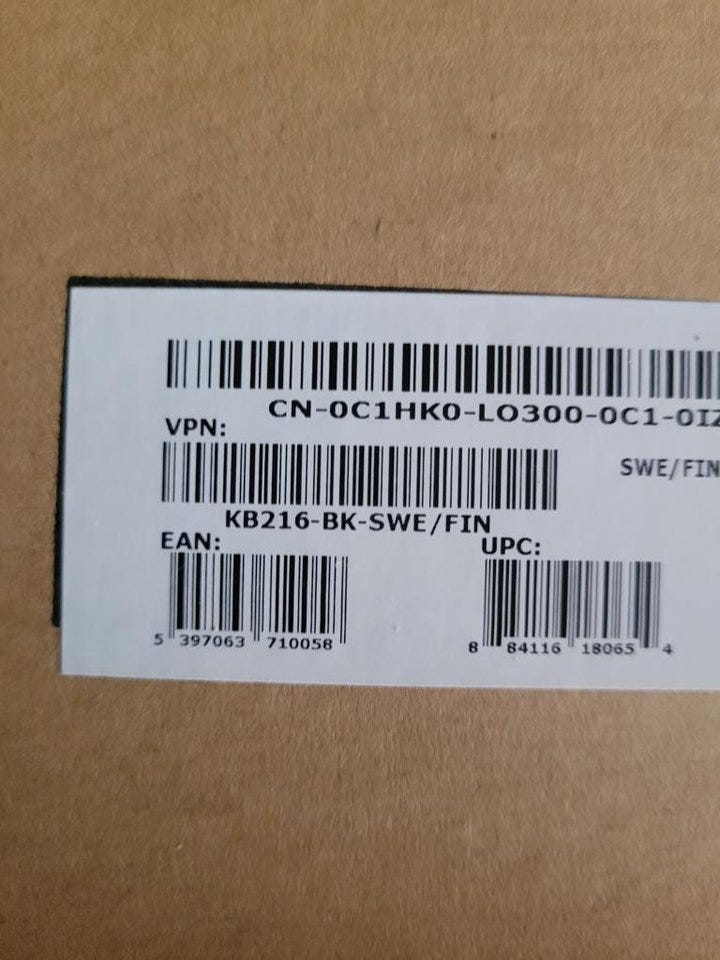 CN-0C1HK0-LO300-0C1-0IZ
VPN:
SWE/FIN
KB216-BK-SWE/FIN
EAN:
UPC:
5 397063 710058
8 84116 18065 4